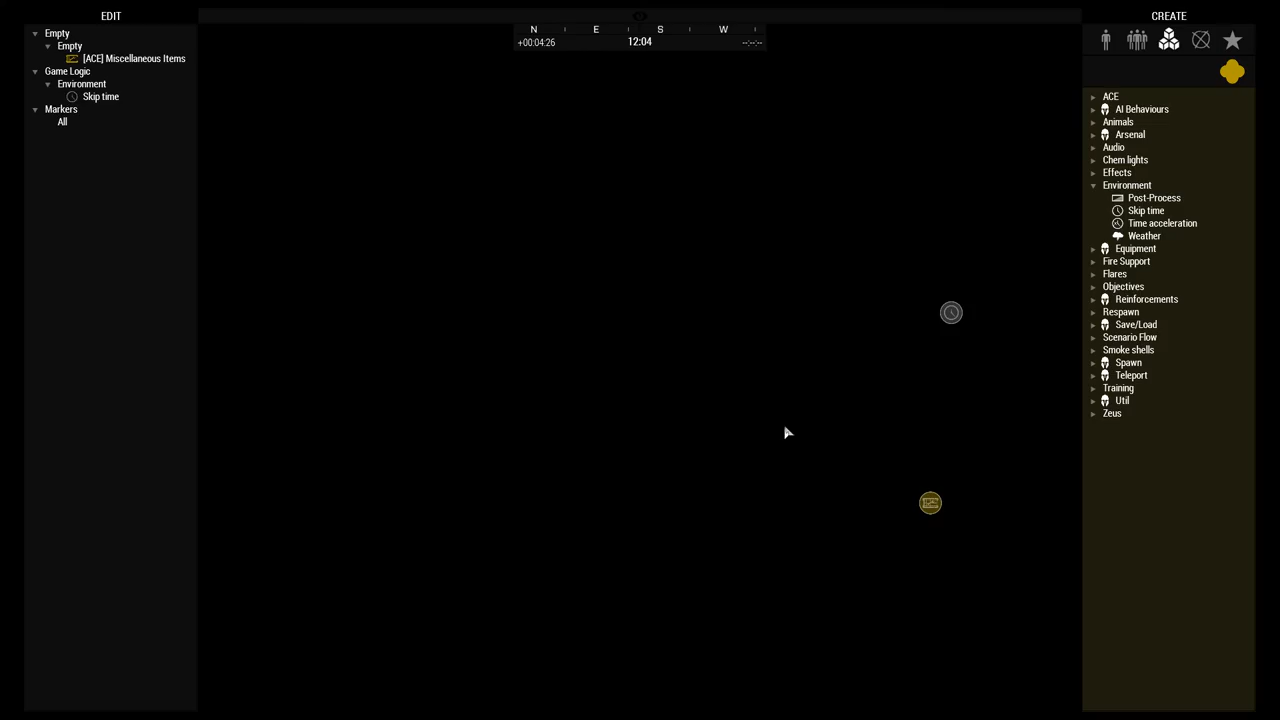 EDIT
Empty
Empty
[ACE] Miscellaneous Items
Game Logic
Environment
Skip time
Markers
All
N E S W
+00:04:26 12:04 --:--:--
CREATE
ACE
AI Behaviours
Animals
Arsenal
Audio
Chem lights
Effects
Environment
Post-Process
Skip time
Time acceleration
Weather
Equipment
Fire Support
Flares
Objectives
Reinforcements
Respawn
Save/Load
Scenario Flow
Smoke shells
Spawn
Teleport
Training
Util
Zeus